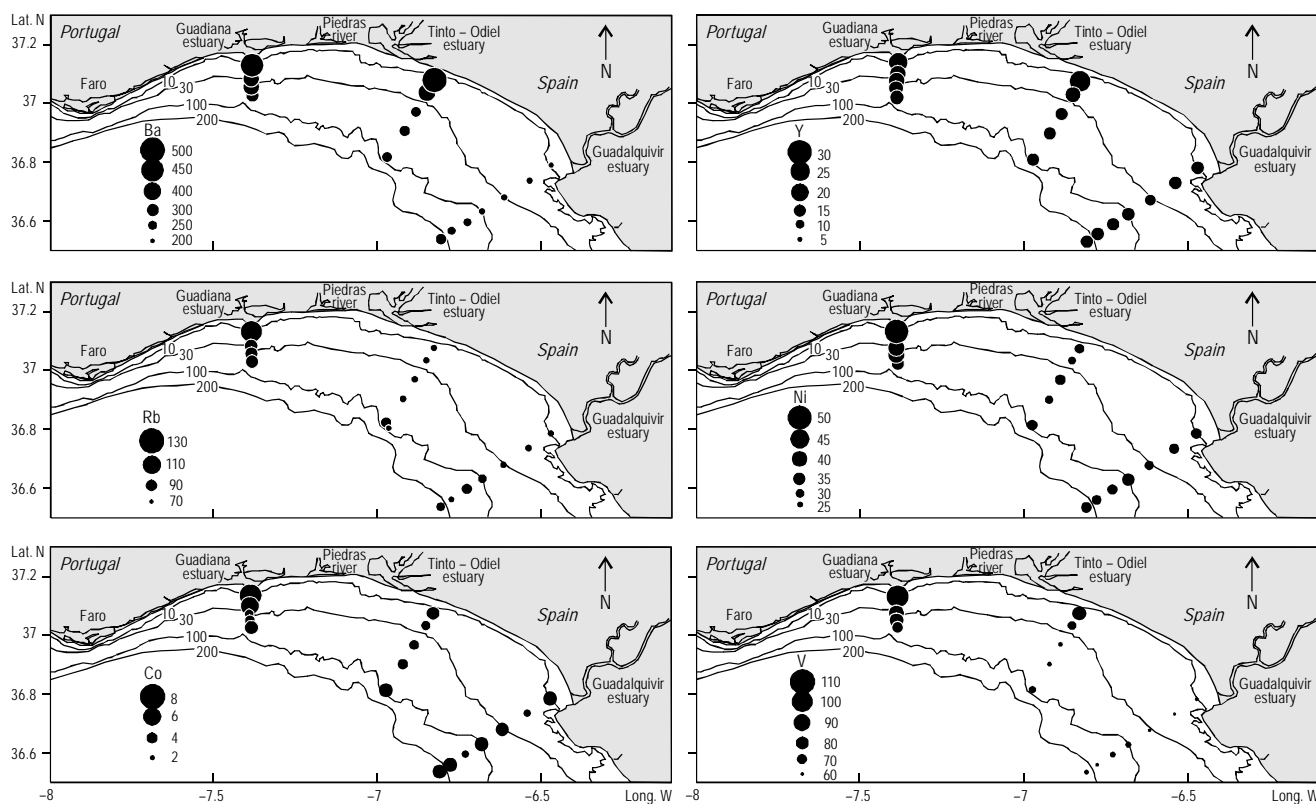 Lat. N
Portugal
Guadiana
estuary
Piedras
river
Tinto – Odiel
estuary
37.2
Faro
10
30
Spain
N
37
100
200
Ba
500
450
400
300
250
200
Guadalquivir
estuary
36.8
36.6
Portugal
Guadiana
estuary
Piedras
river
Tinto – Odiel
estuary
Faro
10
30
Spain
N
100
200
Y
30
25
20
15
10
5
Guadalquivir
estuary
Lat. N
Portugal
Guadiana
estuary
Piedras
river
Tinto – Odiel
estuary
37.2
Faro
10
30
Spain
N
37
100
200
Rb
130
110
90
70
Guadalquivir
estuary
36.8
36.6
Portugal
Guadiana
estuary
Piedras
river
Tinto – Odiel
estuary
Faro
10
30
Spain
N
100
200
Ni
50
45
40
35
30
25
Guadalquivir
estuary
Lat. N
Portugal
Guadiana
estuary
Piedras
river
Tinto – Odiel
estuary
37.2
Faro
10
30
Spain
N
37
100
200
Co
8
6
4
2
Guadalquivir
estuary
36.8
36.6
–8
–7.5
–7
–6.5
Long. W
Portugal
Guadiana
estuary
Piedras
river
Tinto – Odiel
estuary
Faro
10
30
Spain
N
100
200
V
110
100
90
80
70
60
Guadalquivir
estuary
–8
–7.5
–7
–6.5
Long. W